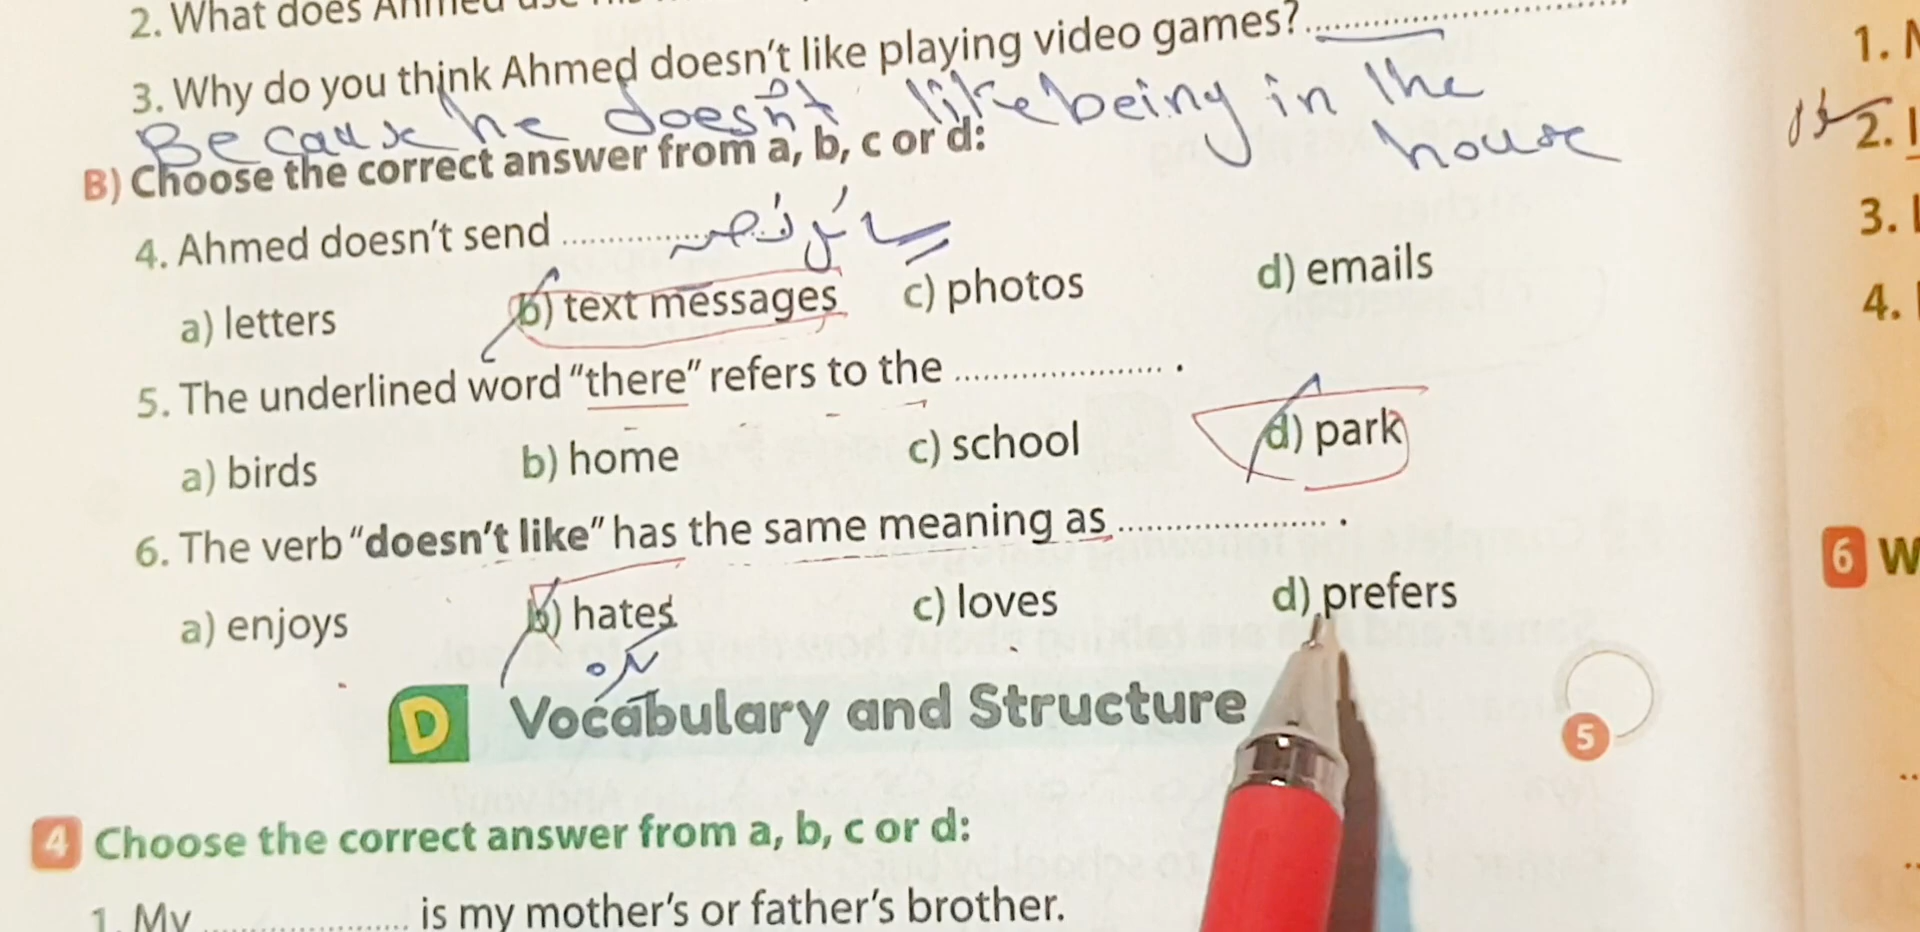 2. What does Ahmed use his
3. Why do you think Ahmed doesn't like playing video games? ....................
Because he doesn't like being in the
house
B) Choose the correct answer from a, b, c or d:
4. Ahmed doesn't send ....................
a) letters b) text messages c) photos d) emails
5. The underlined word "there" refers to the .................... .
a) birds b) home c) school d) park
6. The verb "doesn't like" has the same meaning as .................... .
a) enjoys b) hates c) loves d) prefers
D Vocabulary and Structure
5
4 Choose the correct answer from a, b, c or d:
1. My .................... is my mother's or father's brother.
1.
2. I
3.
4.
6 W